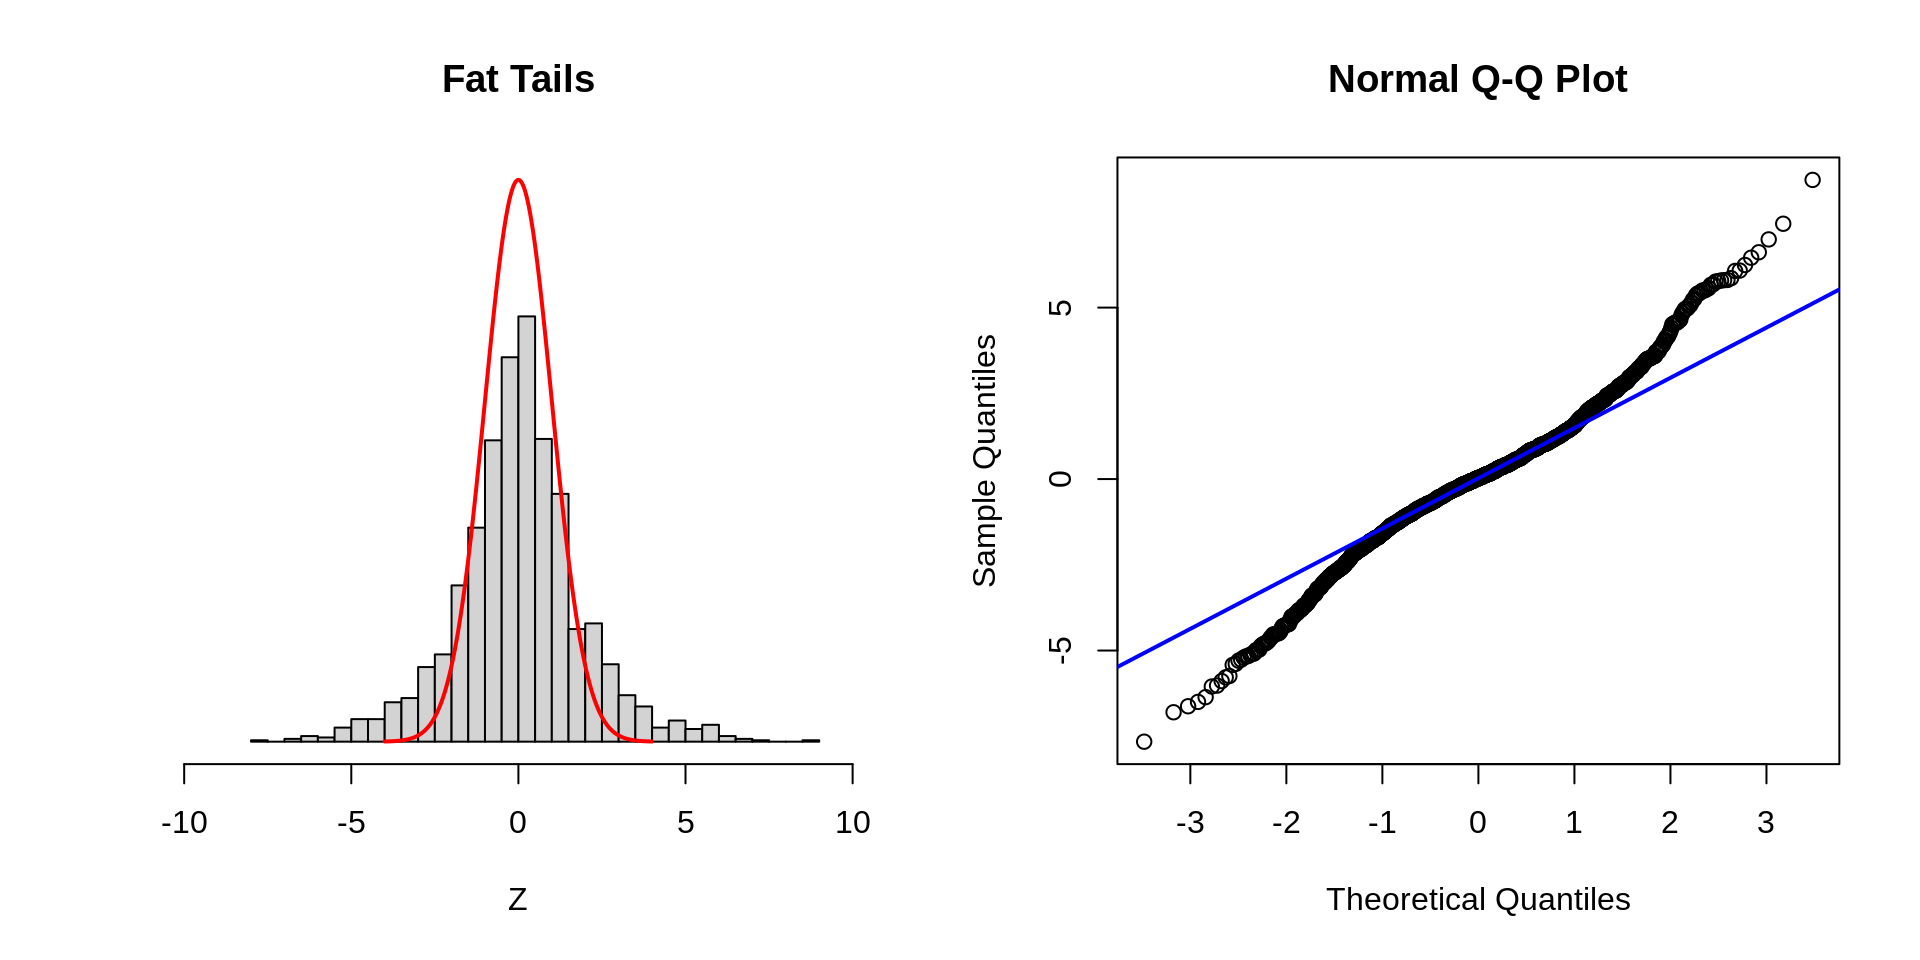 Fat Tails
-10 -5 0 5 10
Z
Normal Q-Q Plot
Sample Quantiles
5
0
-5
-3 -2 -1 0 1 2 3
Theoretical Quantiles